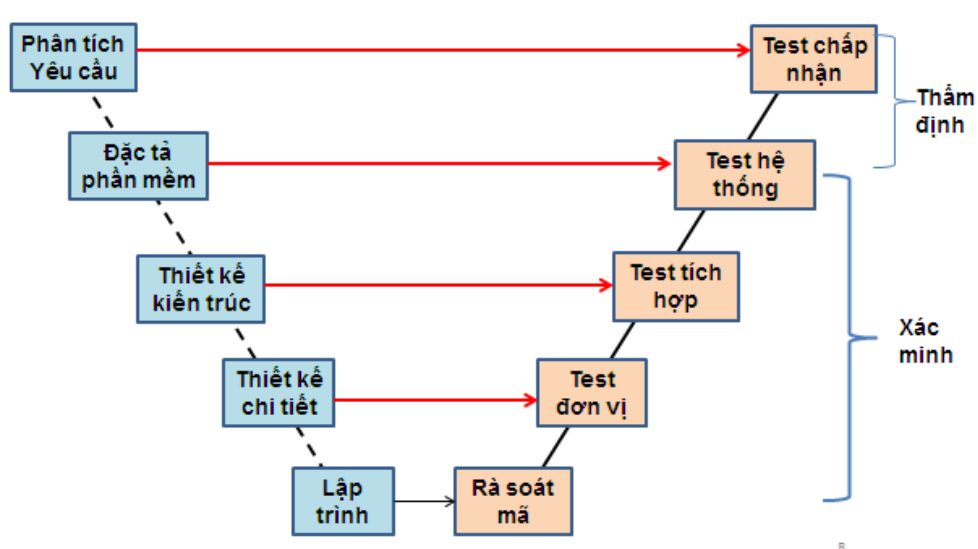 Phân tích
Yêu cầu
Test chấp
nhận
Thẩm
định
Đặc tả
phần mềm
Test hệ
thống
Thiết kế
kiến trúc
Test tích
hợp
Xác
minh
Thiết kế
chi tiết
Test
đơn vị
Lập
trình
Rà soát
mã